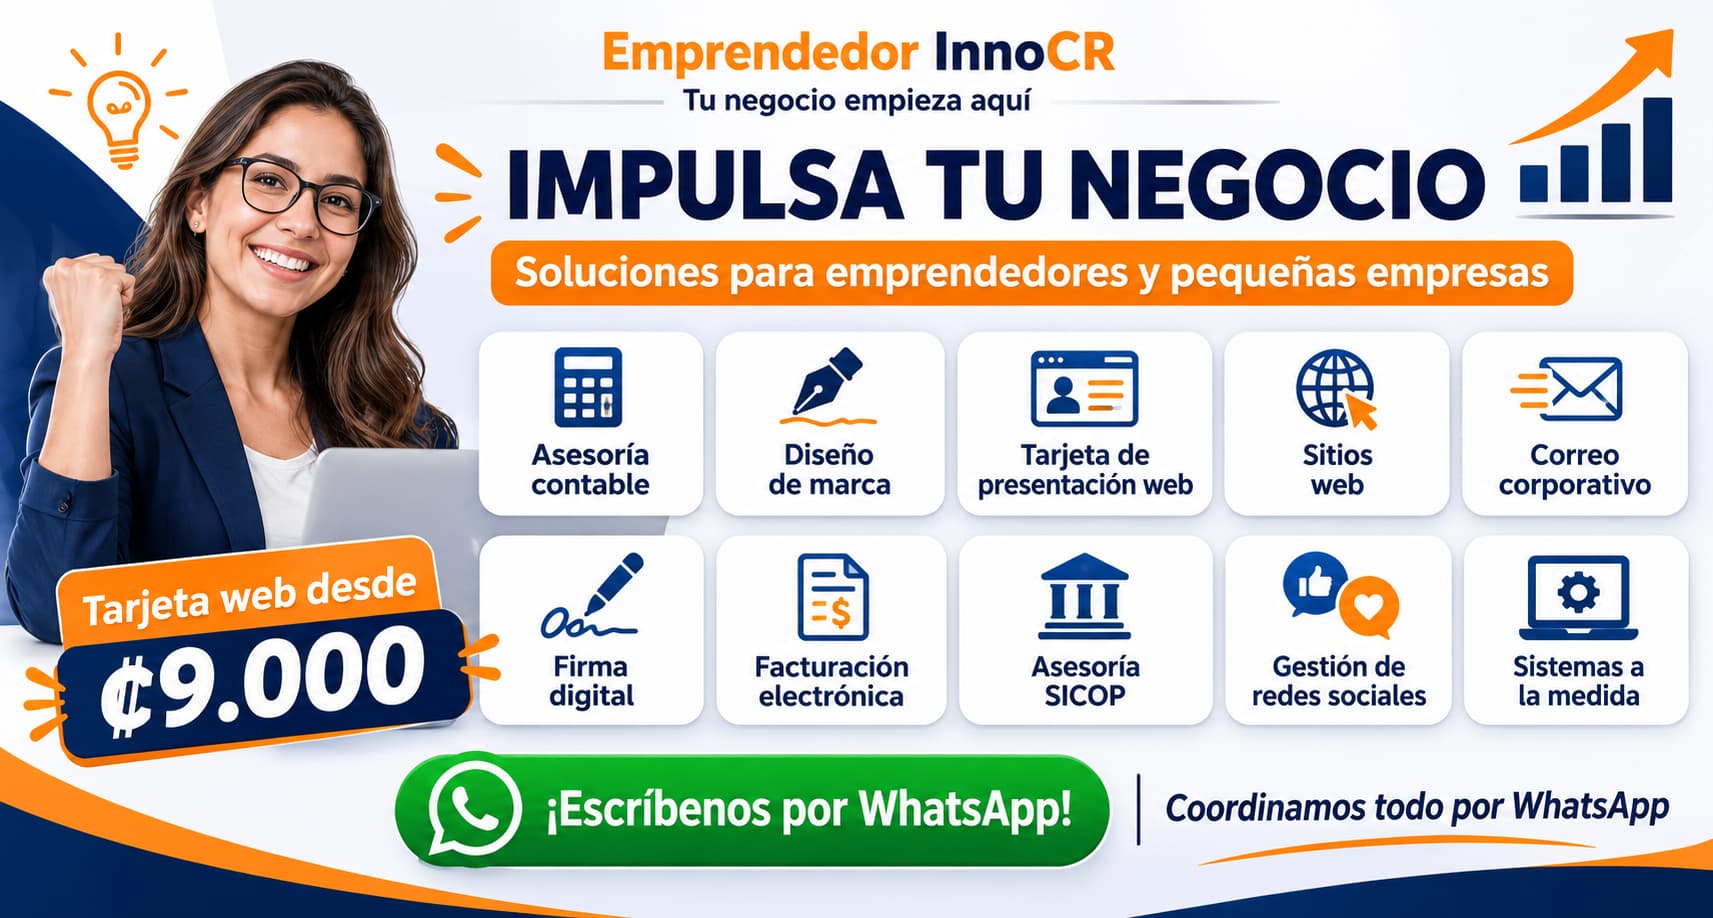 Emprendedor InnoCR
Tu negocio empieza aquí
IMPULSA TU NEGOCIO
Soluciones para emprendedores y pequeñas empresas
Asesoría
contable
Diseño
de marca
Tarjeta de
presentación web
Sitios
web
Correo
corporativo
Firma
digital
Facturación
electrónica
Asesoría
SICOP
Gestión de
redes sociales
Sistemas a
la medida
Tarjeta web desde
₡9.000
¡Escríbenos por WhatsApp!
Coordinamos todo por WhatsApp